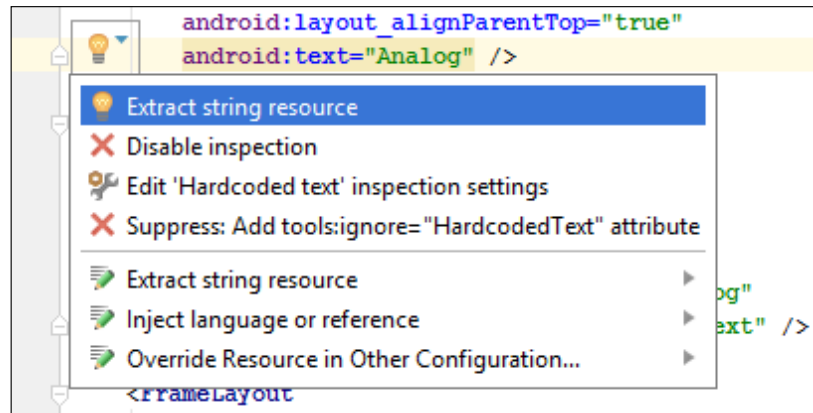 android:layout_alignParentTop="true"
android:text="Analog" />
Extract string resource
Disable inspection
Edit 'Hardcoded text' inspection settings
Suppress: Add tools:ignore="HardcodedText" attribute
Extract string resource
og"
Inject language or reference
ext" />
Override Resource in Other Configuration...
<FrameLayout